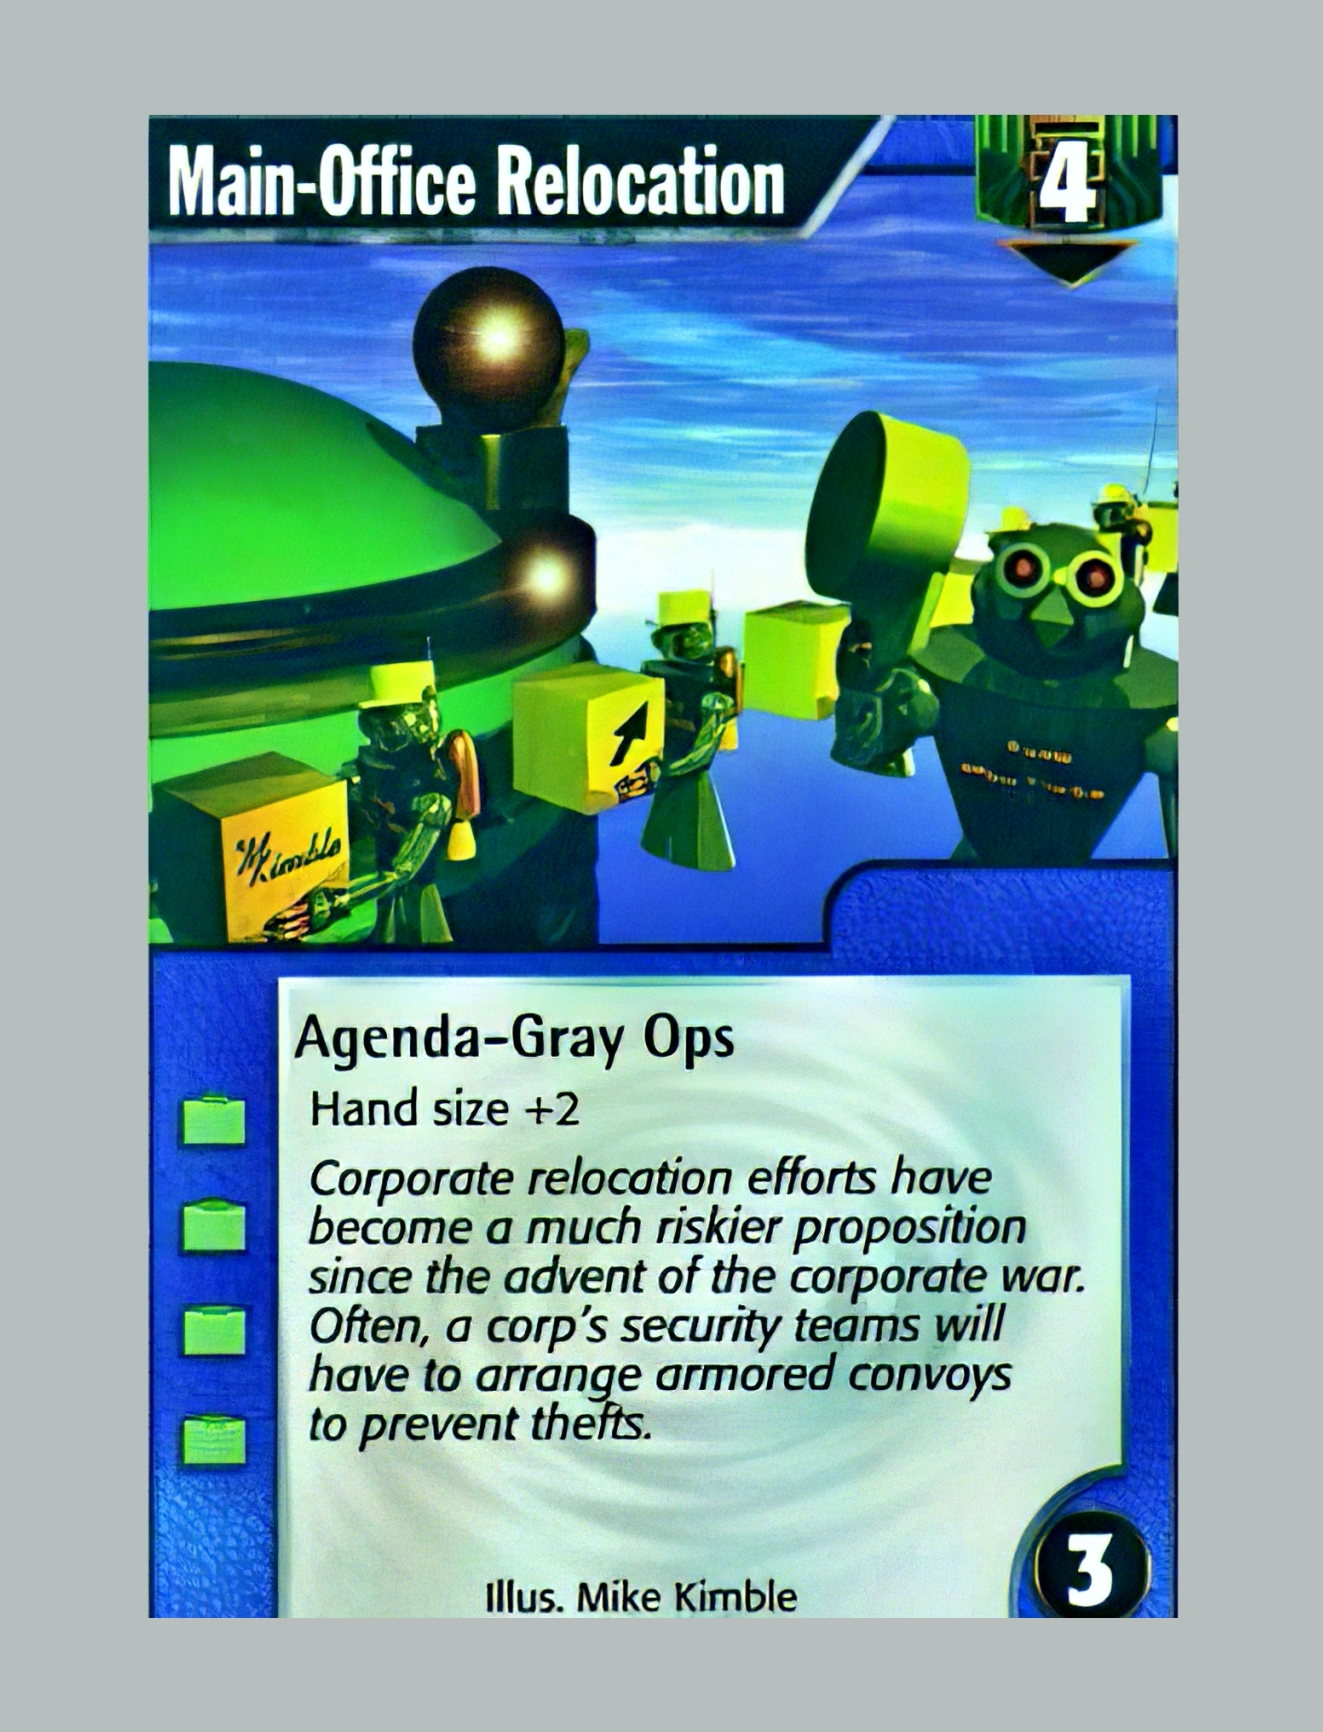 Main-Office Relocation
4
Kimble
Agenda-Gray Ops
Hand size +2
Corporate relocation efforts have
become a much riskier proposition
since the advent of the corporate war.
Often, a corp's security teams will
have to arrange armored convoys
to prevent thefts.
Illus. Mike Kimble
3